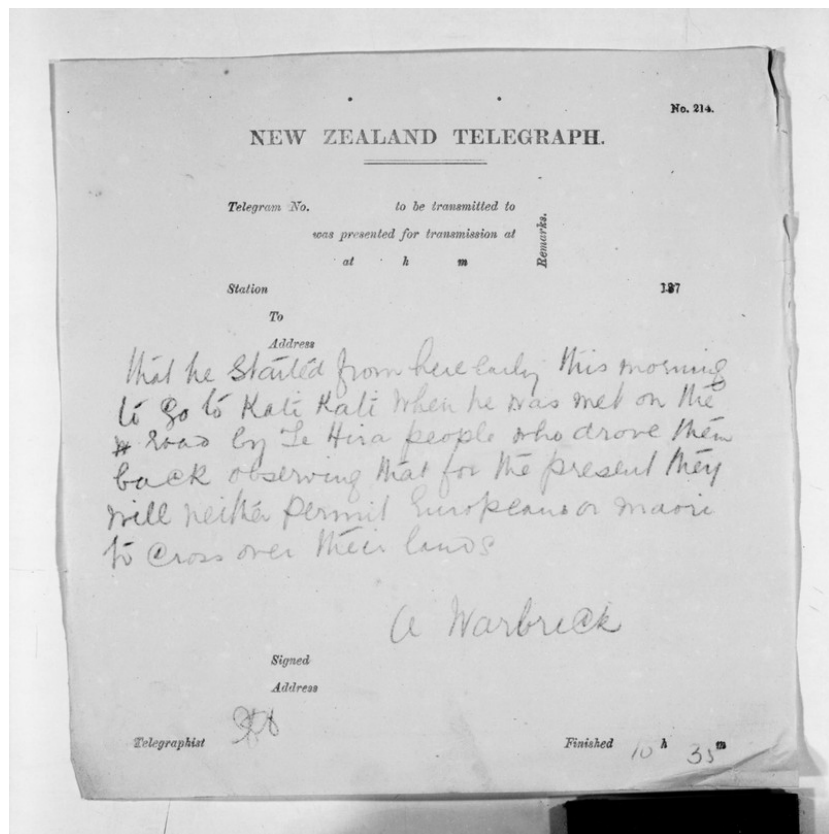 No. 214.
NEW ZEALAND TELEGRAPH.
Telegram No. to be transmitted to
was presented for transmission at
at h m
Remarks.
Station 187
To
Address
that he started from here early this morning
to go to Kati Kati when he was met on the
road by Te Hira people who drove them
back observing that for the present they
will neither permit Europeans or maori
to cross over their lands
A Warbrick
Signed
Address
Telegraphist
Finished 10 h 35 m